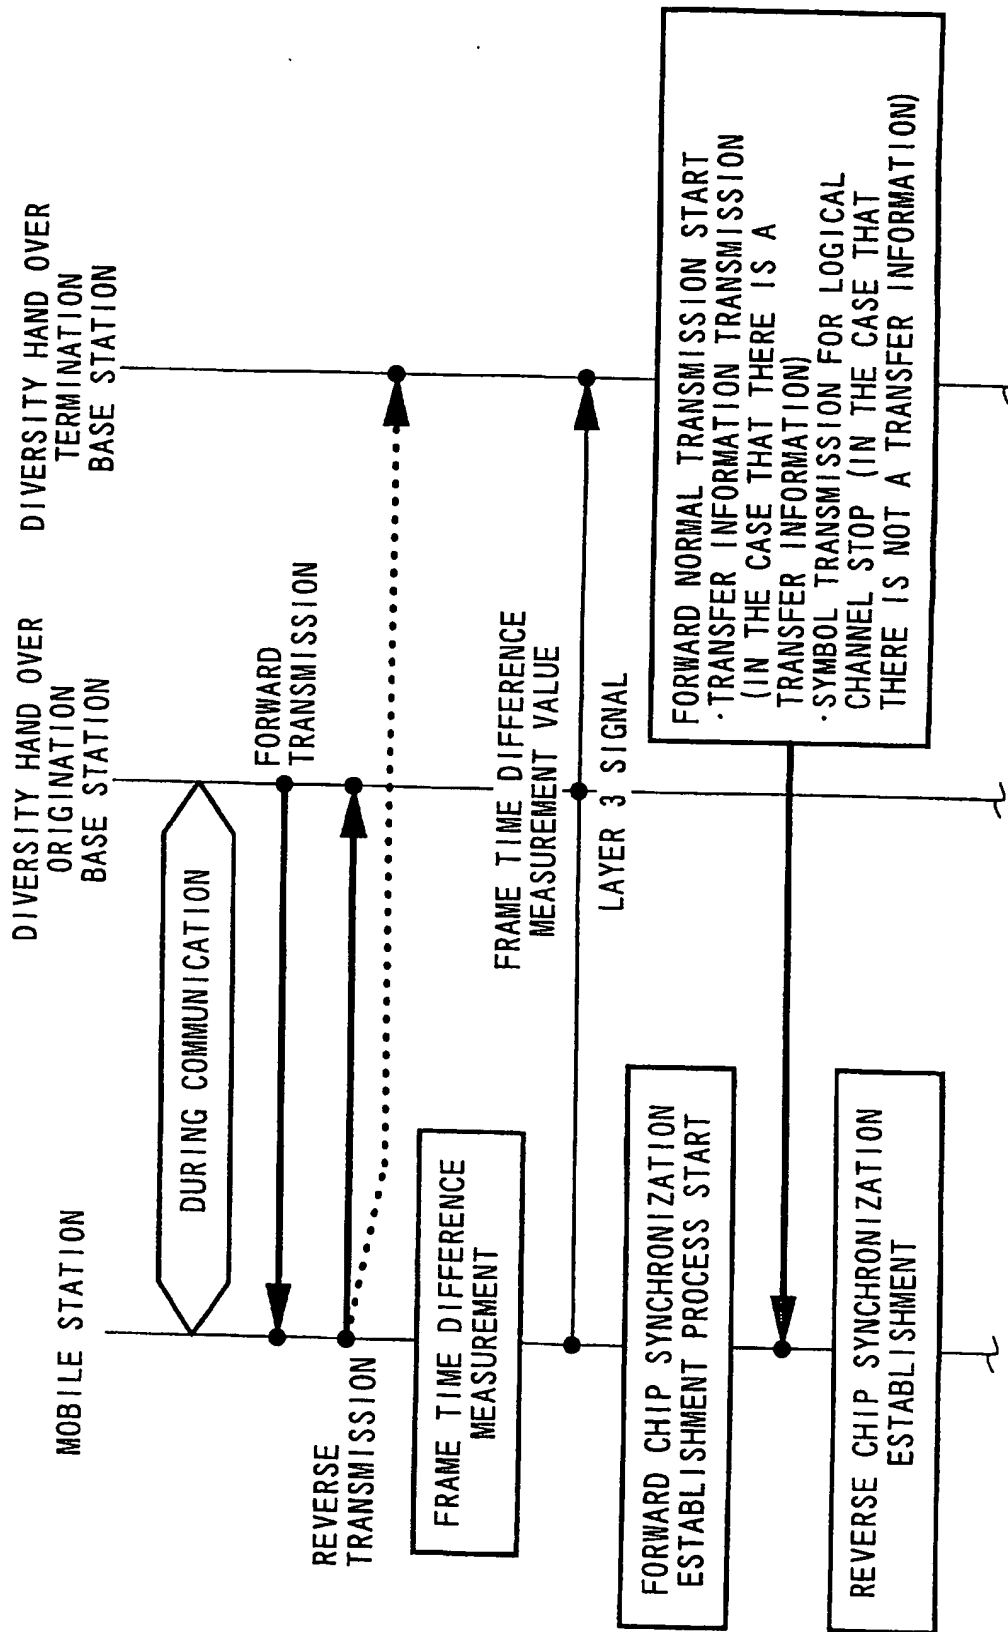 MOBILE STATION
DIVERSITY HAND OVER
ORIGINATION
BASE STATION
DIVERSITY HAND OVER
TERMINATION
BASE STATION
DURING COMMUNICATION
FORWARD
TRANSMISSION
REVERSE
TRANSMISSION
FRAME TIME DIFFERENCE
MEASUREMENT
FRAME TIME DIFFERENCE
MEASUREMENT VALUE
LAYER 3 SIGNAL
FORWARD CHIP SYNCHRONIZATION
ESTABLISHMENT PROCESS START
FORWARD NORMAL TRANSMISSION START
·TRANSFER INFORMATION TRANSMISSION
(IN THE CASE THAT THERE IS A
TRANSFER INFORMATION)
·SYMBOL TRANSMISSION FOR LOGICAL
CHANNEL STOP (IN THE CASE THAT
THERE IS NOT A TRANSFER INFORMATION)
REVERSE CHIP SYNCHRONIZATION
ESTABLISHMENT